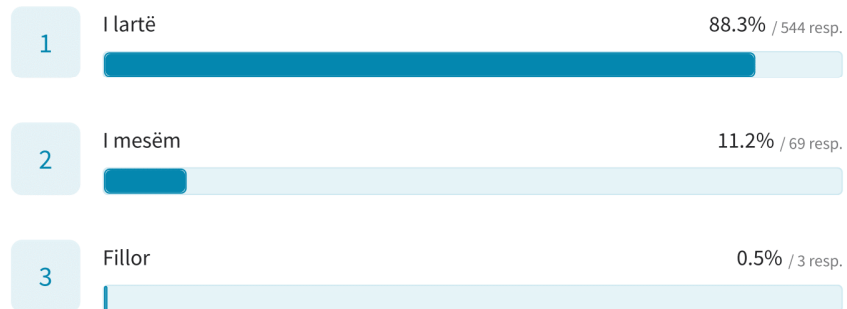 1
I lartë 88.3% / 544 resp.
2
I mesëm 11.2% / 69 resp.
3
Fillor 0.5% / 3 resp.